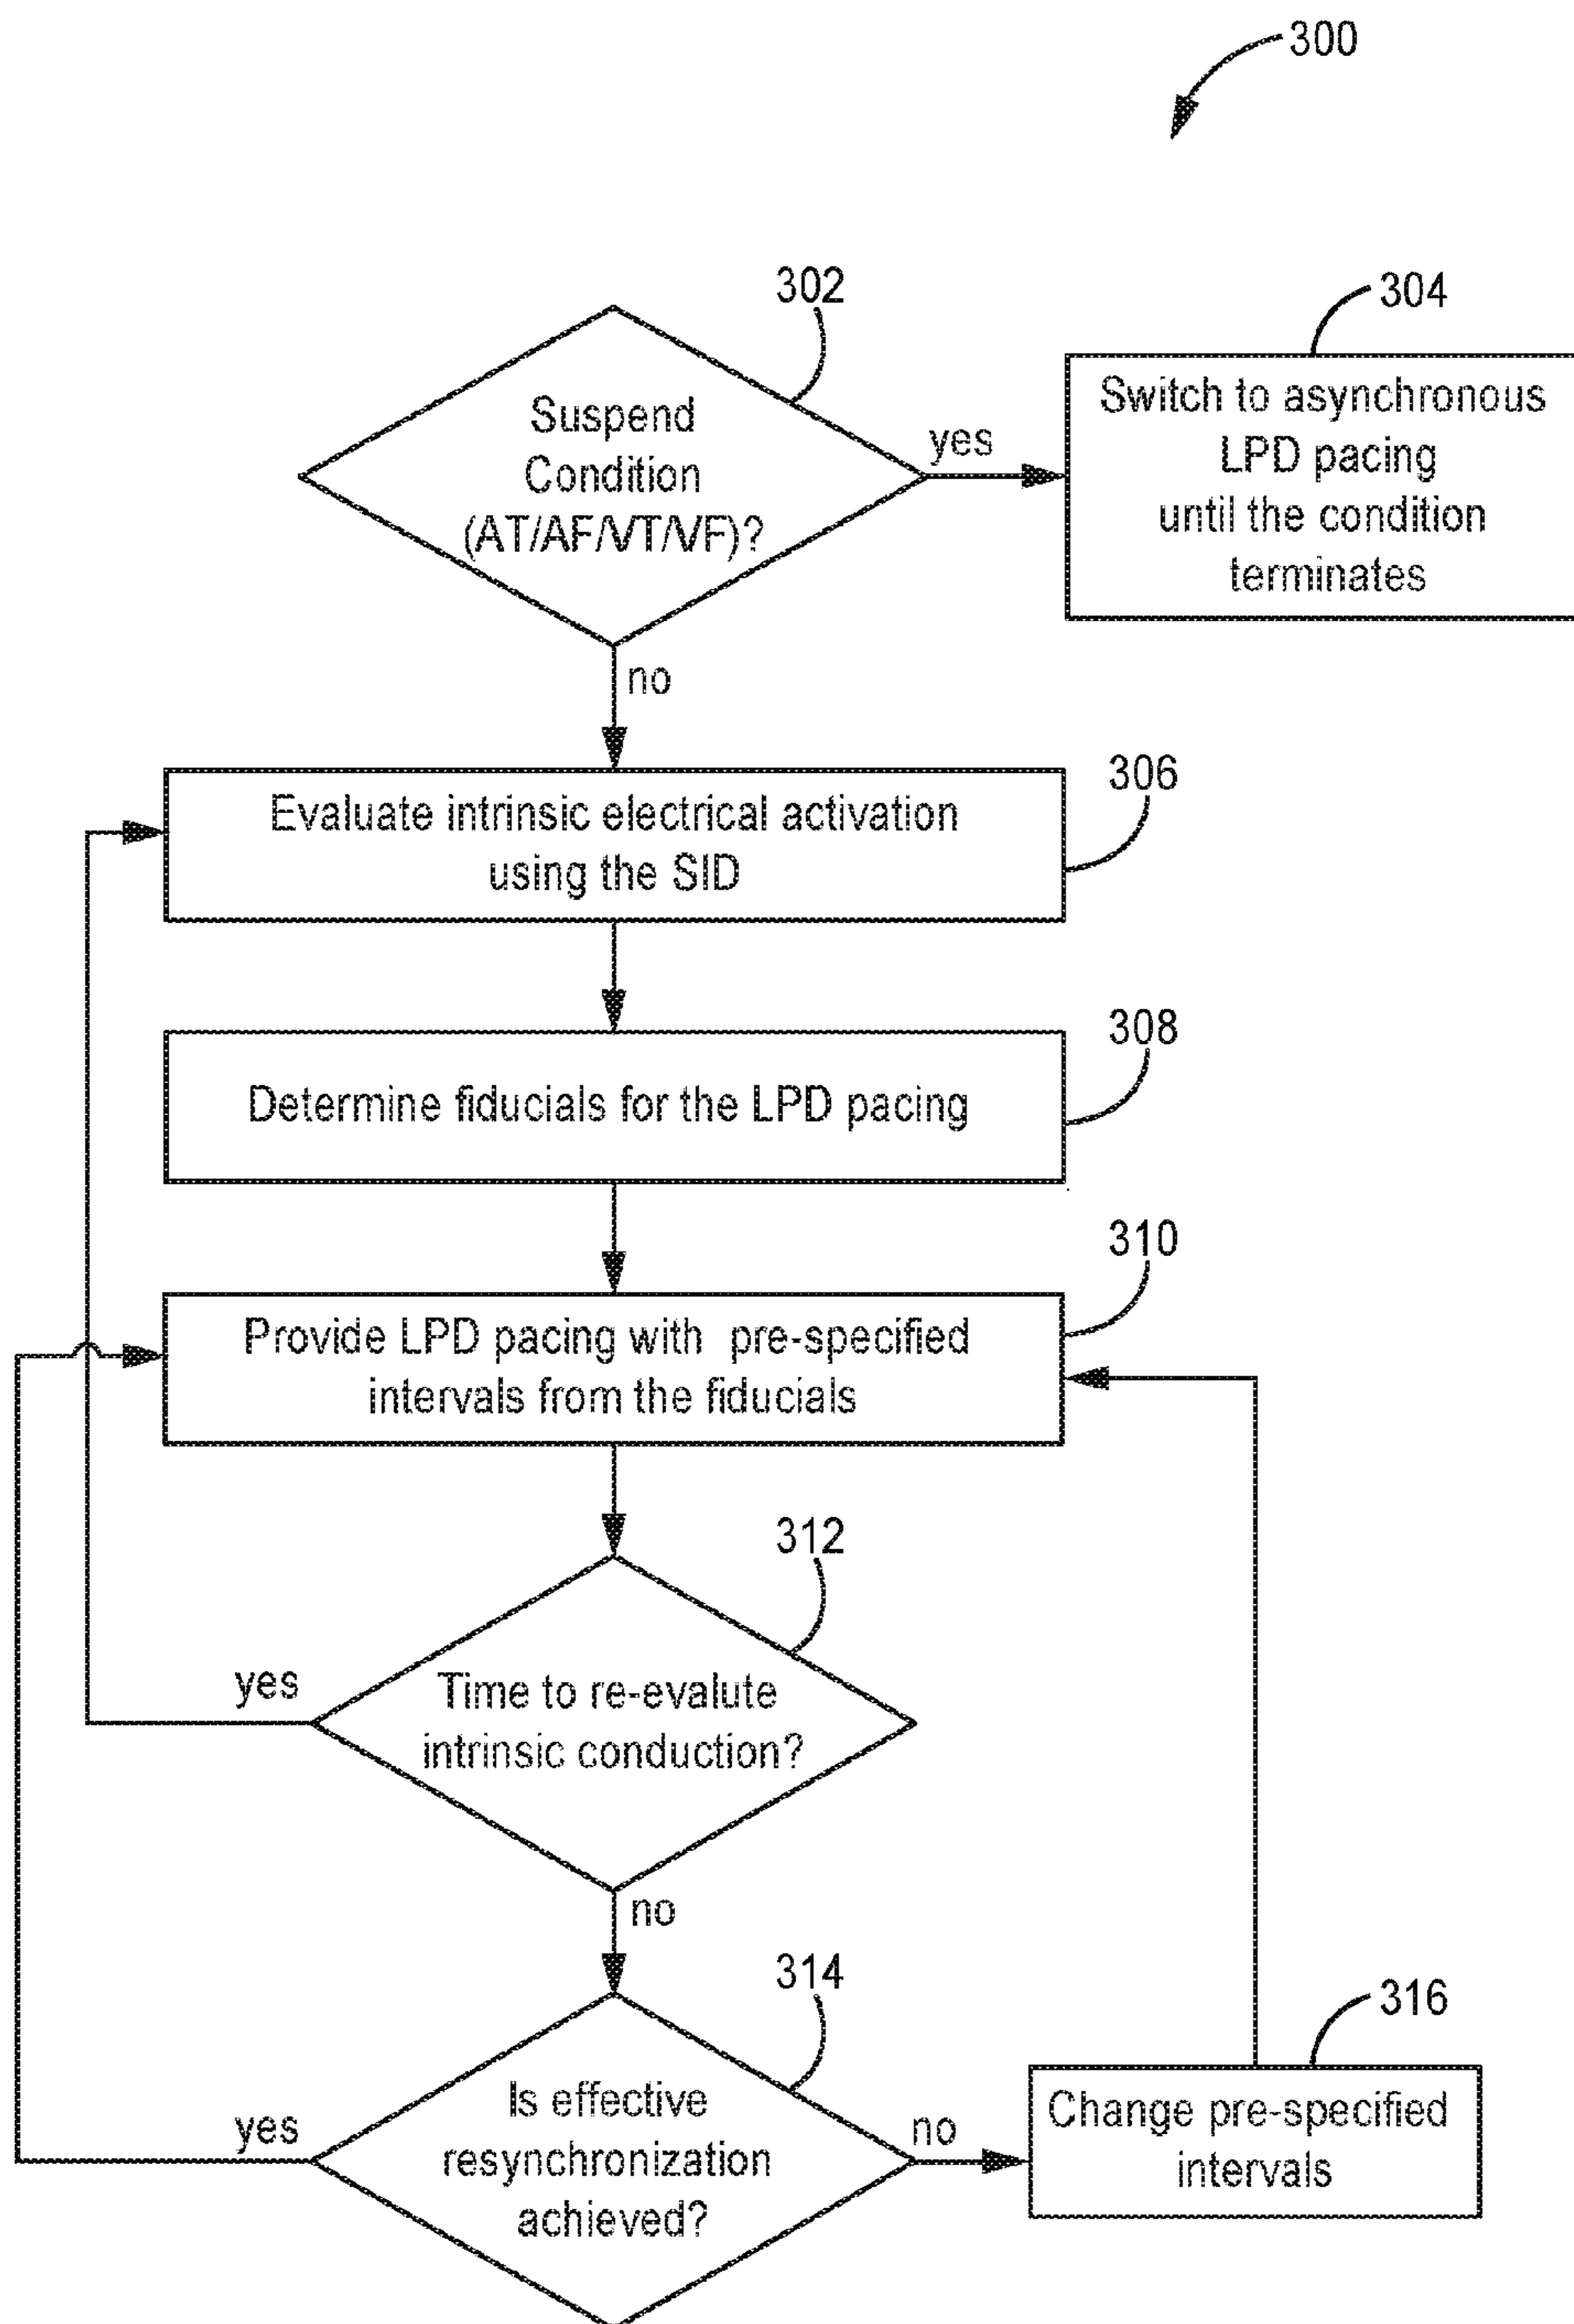 300
302
304
Suspend
Condition
(AT/AF/VT/VF)?
yes
Switch to asynchronous
LPD pacing
until the condition
terminates
no
306
Evaluate intrinsic electrical activation
using the SID
308
Determine fiducials for the LPD pacing
310
Provide LPD pacing with pre-specified
intervals from the fiducials
312
yes
Time to re-evalute
intrinsic conduction?
no
314
316
yes
Is effective
resynchronization
achieved?
no
Change pre-specified
intervals